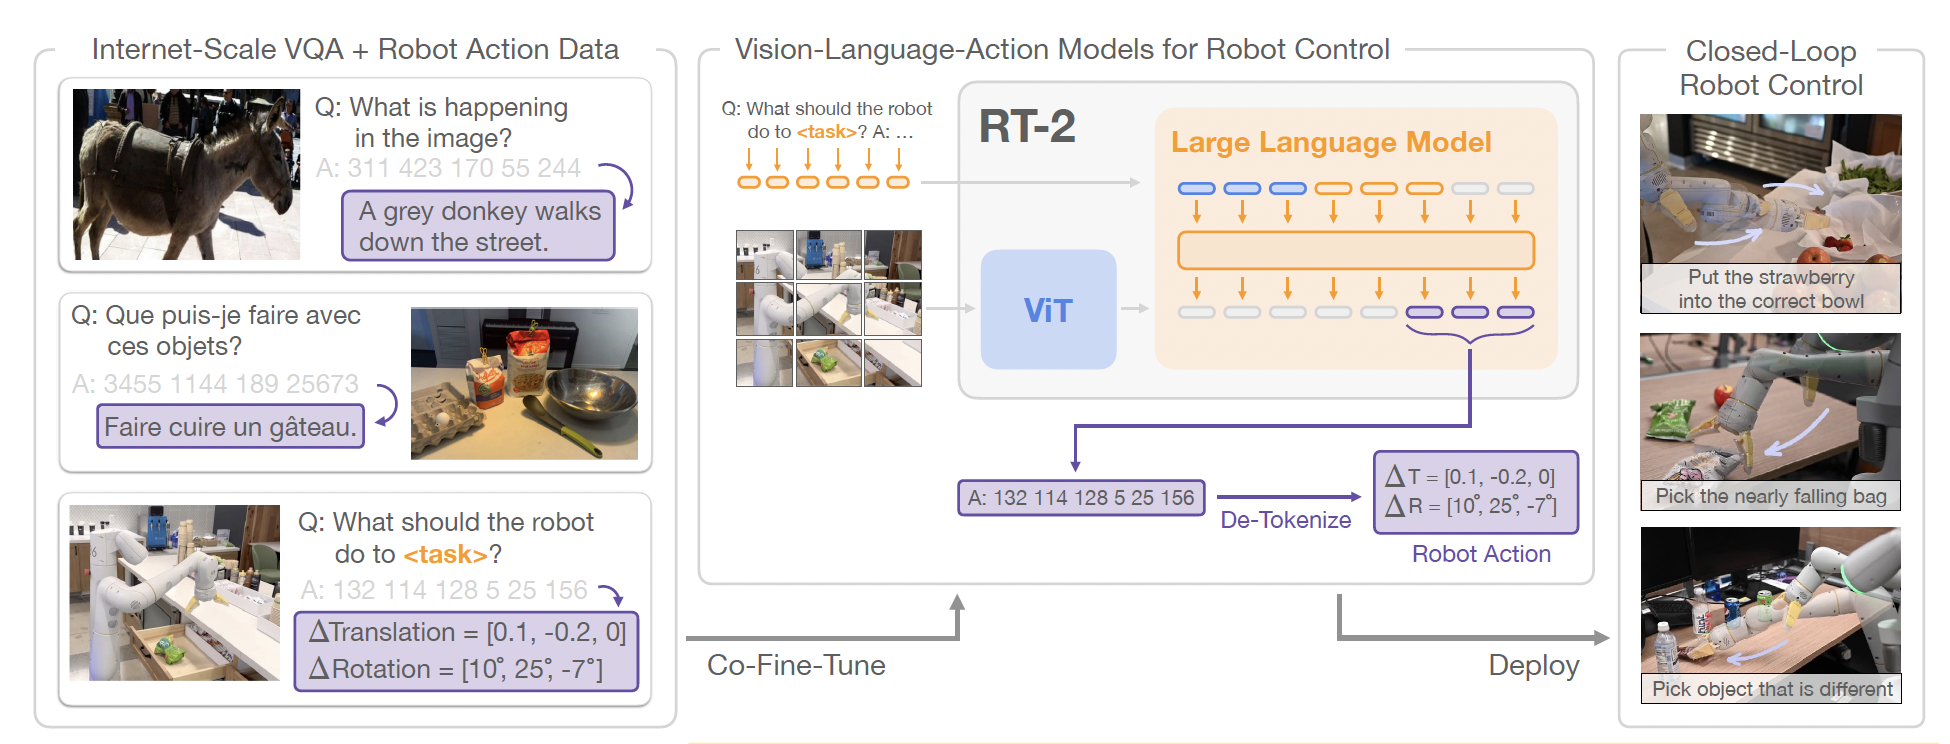 Internet-Scale VQA + Robot Action Data
Q: What is happening
in the image?
A: 311 423 170 55 244
A grey donkey walks
down the street.
Q: Que puis-je faire avec
ces objets?
A: 3455 1144 189 25673
Faire cuire un gâteau.
Q: What should the robot
do to <task>?
A: 132 114 128 5 25 156
ΔTranslation = [0.1, -0.2, 0]
ΔRotation = [10°, 25°, -7°]
Co-Fine-Tune
Vision-Language-Action Models for Robot Control
Q: What should the robot
do to <task>? A: ...
RT-2
Large Language Model
ViT
A: 132 114 128 5 25 156
De-Tokenize
Δ T = [0.1, -0.2, 0]
Δ R = [10°, 25°, -7°]
Robot Action
Deploy
Closed-Loop
Robot Control
Put the strawberry
into the correct bowl
Pick the nearly falling bag
Pick object that is different